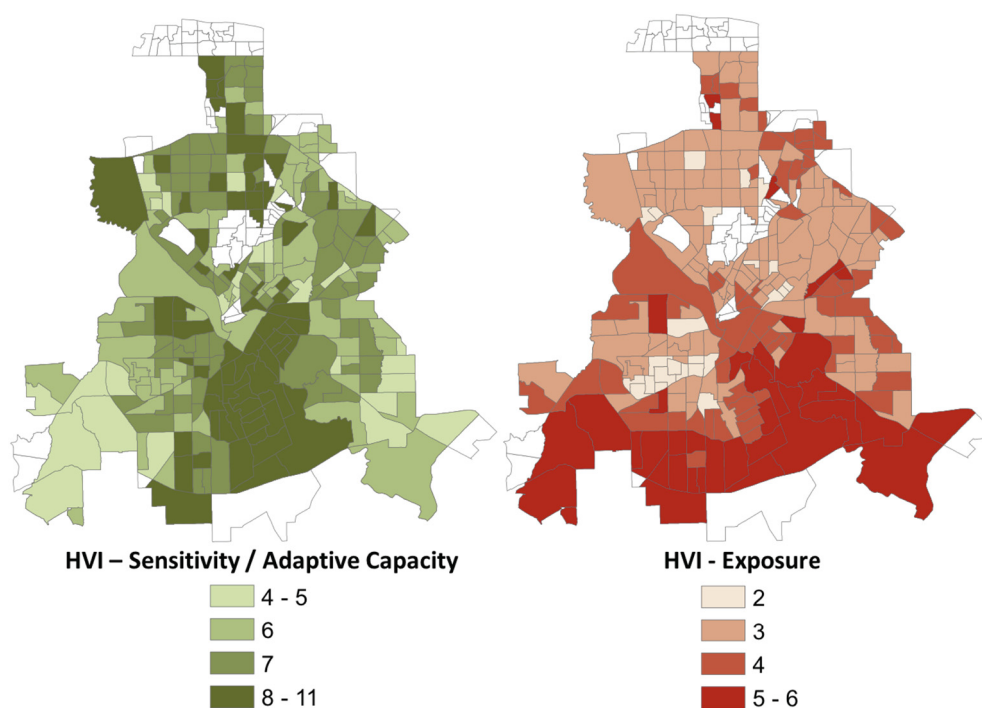 HVI – Sensitivity / Adaptive Capacity
4 - 5
6
7
8 - 11
HVI - Exposure
2
3
4
5 - 6